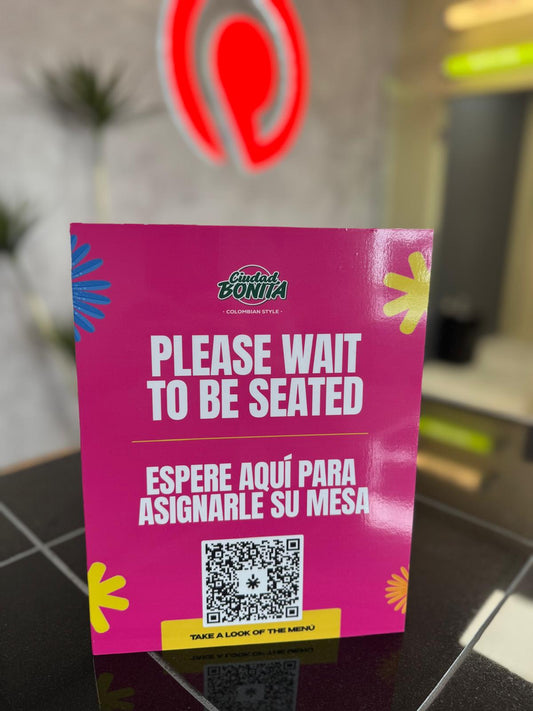 Ciudad
BONITA
· COLOMBIAN STYLE ·
PLEASE WAIT
TO BE SEATED
ESPERE AQUÍ PARA
ASIGNARLE SU MESA
TAKE A LOOK OF THE MENÚ